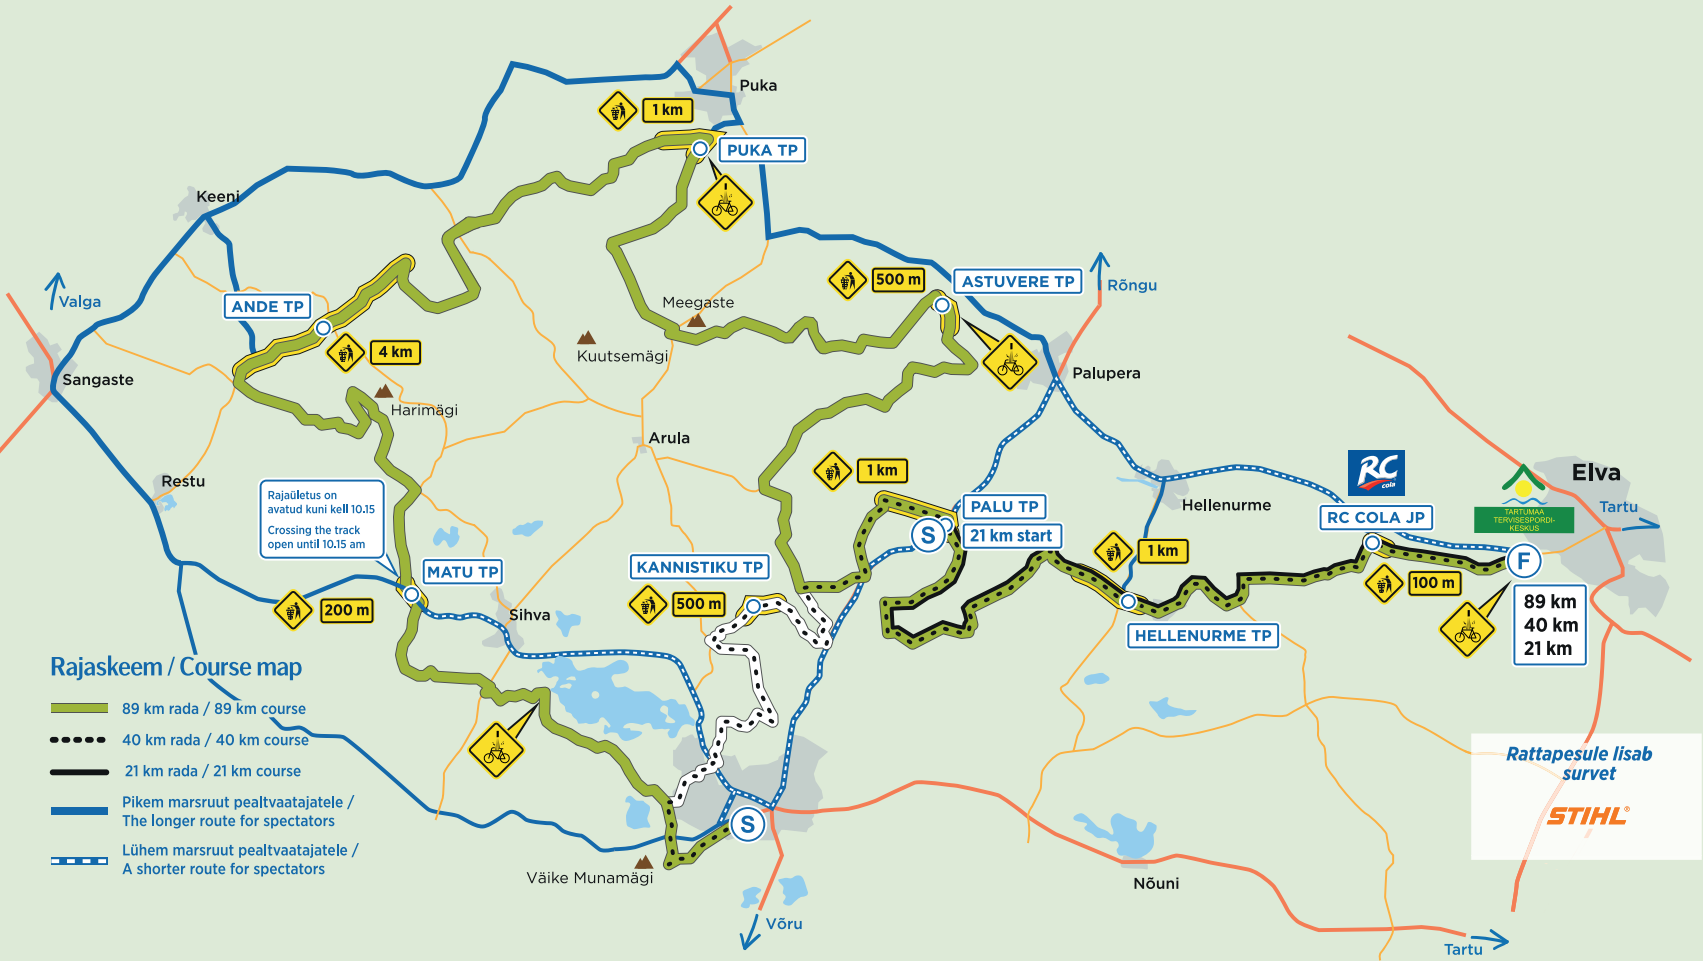 Puka
1 km
PUKA TP
Keeni
ANDE TP
Valga
4 km
Sangaste
Harimägi
Meegaste
Kuutsemägi
500 m
ASTUVERE TP
Rõngu
Palupera
Arula
Restu
Rajaületus on
avatud kuni kell 10.15
Crossing the track
open until 10.15 am
MATU TP
200 m
Sihva
KANNISTIKU TP
500 m
1 km
PALU TP
S
21 km start
Hellenurme
1 km
HELLENURME TP
RC
cola
RC COLA JP
100 m
TARTUMAA
TERVISESPORDI-
KESKUS
Elva
Tartu
F
89 km
40 km
21 km
Rajaskeem / Course map
89 km rada / 89 km course
40 km rada / 40 km course
21 km rada / 21 km course
Pikem marsruut pealtvaatajatele /
The longer route for spectators
Lühem marsruut pealtvaatajatele /
A shorter route for spectators
S
Väike Munamägi
Võru
Nõuni
Tartu
Rattapesule lisab
survet
STIHL®